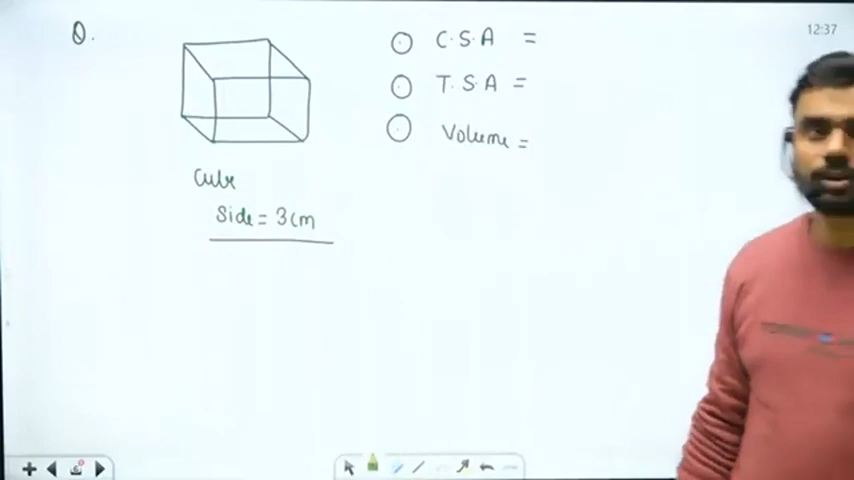 Q.
C.S.A =
T.S.A =
Volume =
Cube
Side = 3cm
12:37